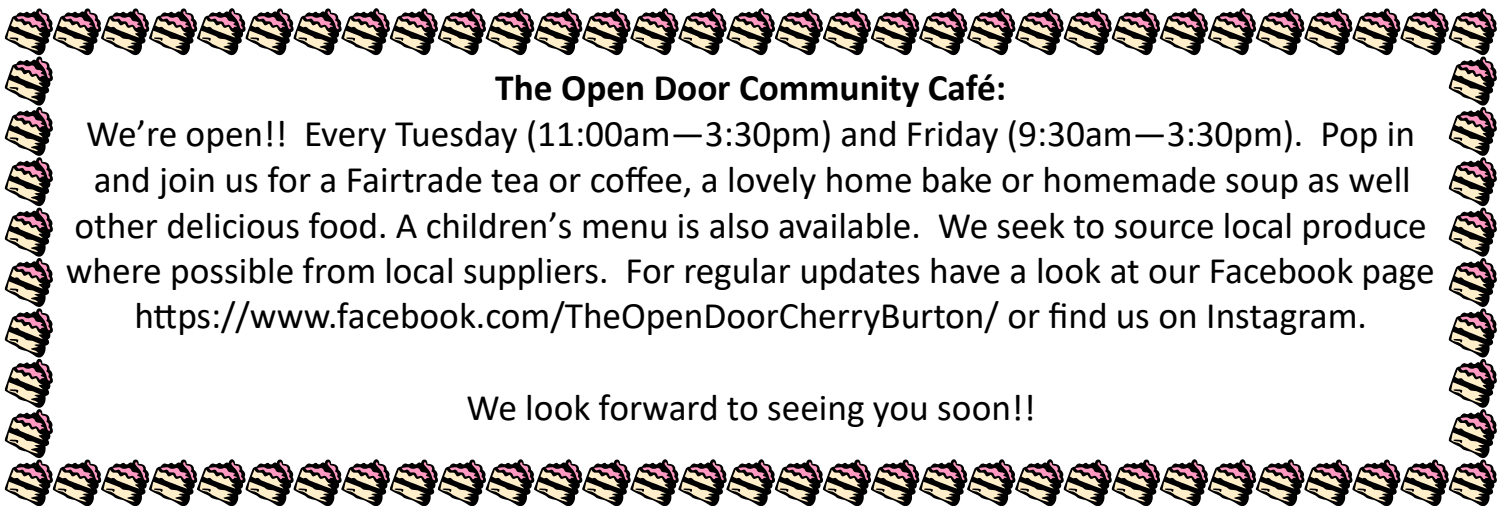 The Open Door Community Café:
We’re open!!  Every Tuesday (11:00am—3:30pm) and Friday (9:30am—3:30pm).  Pop in
and join us for a Fairtrade tea or coffee, a lovely home bake or homemade soup as well
other delicious food. A children’s menu is also available.  We seek to source local produce
where possible from local suppliers.  For regular updates have a look at our Facebook page
https://www.facebook.com/TheOpenDoorCherryBurton/ or find us on Instagram.
We look forward to seeing you soon!!